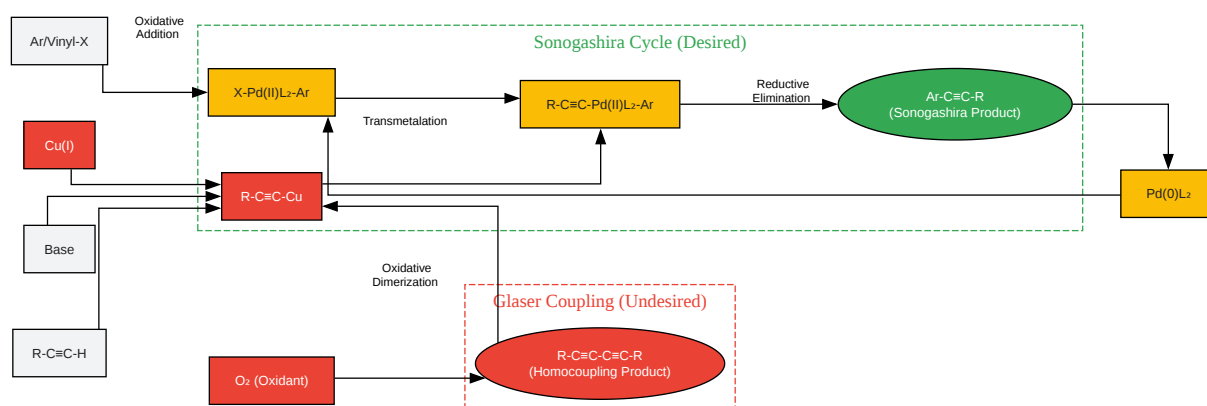 Oxidative
Addition
Ar/Vinyl-X
Sonogashira Cycle (Desired)
X-Pd(II)L₂-Ar
R-C≡C-Pd(II)L₂-Ar
Reductive
Elimination
Ar-C≡C-R
(Sonogashira Product)
Transmetalation
Cu(I)
R-C≡C-Cu
Pd(0)L₂
Base
Oxidative
Dimerization
Glaser Coupling (Undesired)
R-C≡C-H
R-C≡C-C≡C-R
(Homocoupling Product)
O₂ (Oxidant)